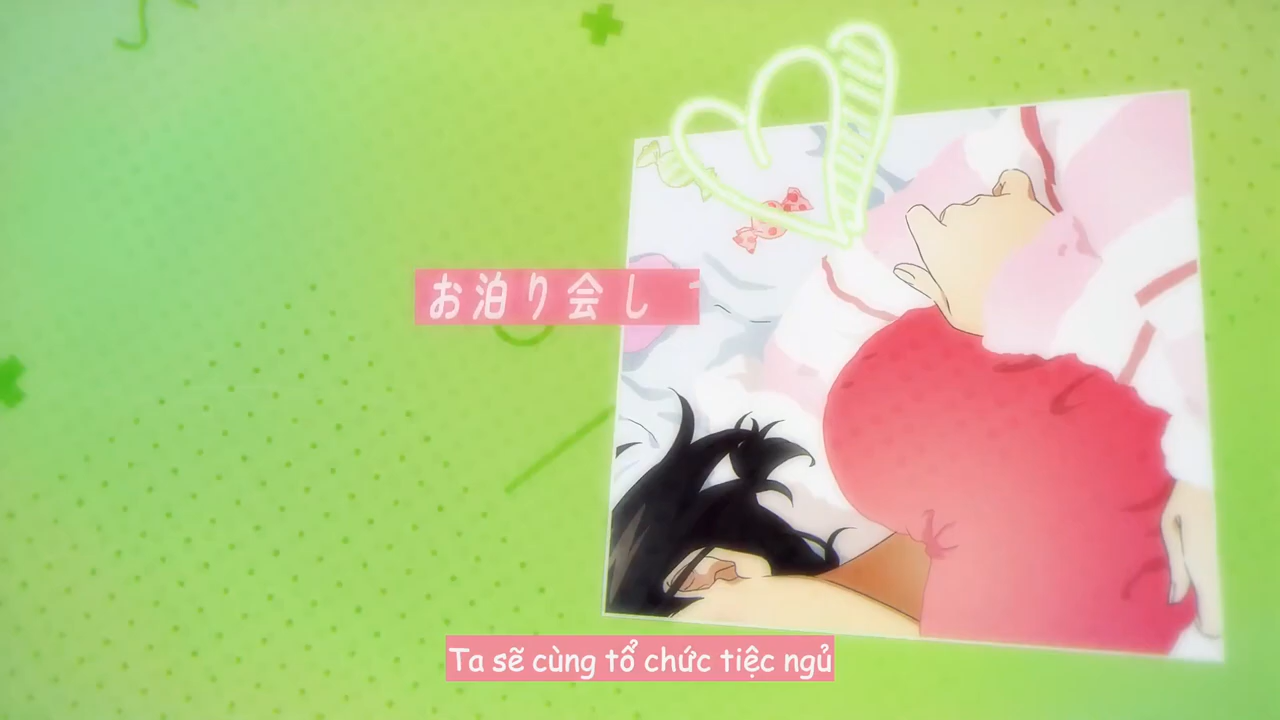 お泊り会し
Ta sẽ cùng tổ chức tiệc ngủ